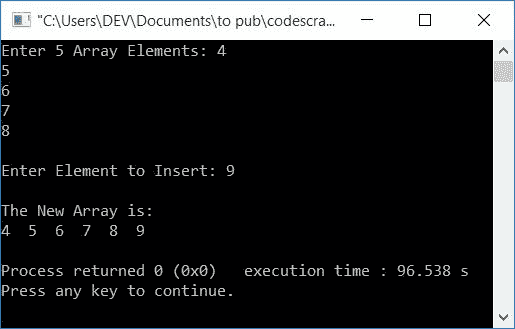 "C:\Users\DEV\Documents\to pub\codescra...
Enter 5 Array Elements: 4
5
6
7
8
Enter Element to Insert: 9
The New Array is:
4  5  6  7  8  9
Process returned 0 (0x0)   execution time : 96.538 s
Press any key to continue.